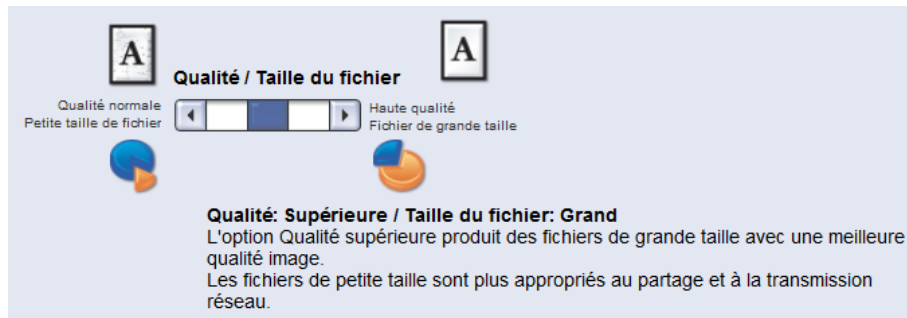 A
A
Qualité / Taille du fichier
Qualité normale
Petite taille de fichier
Haute qualité
Fichier de grande taille
Qualité: Supérieure / Taille du fichier: Grand
L'option Qualité supérieure produit des fichiers de grande taille avec une meilleure
qualité image.
Les fichiers de petite taille sont plus appropriés au partage et à la transmission
réseau.